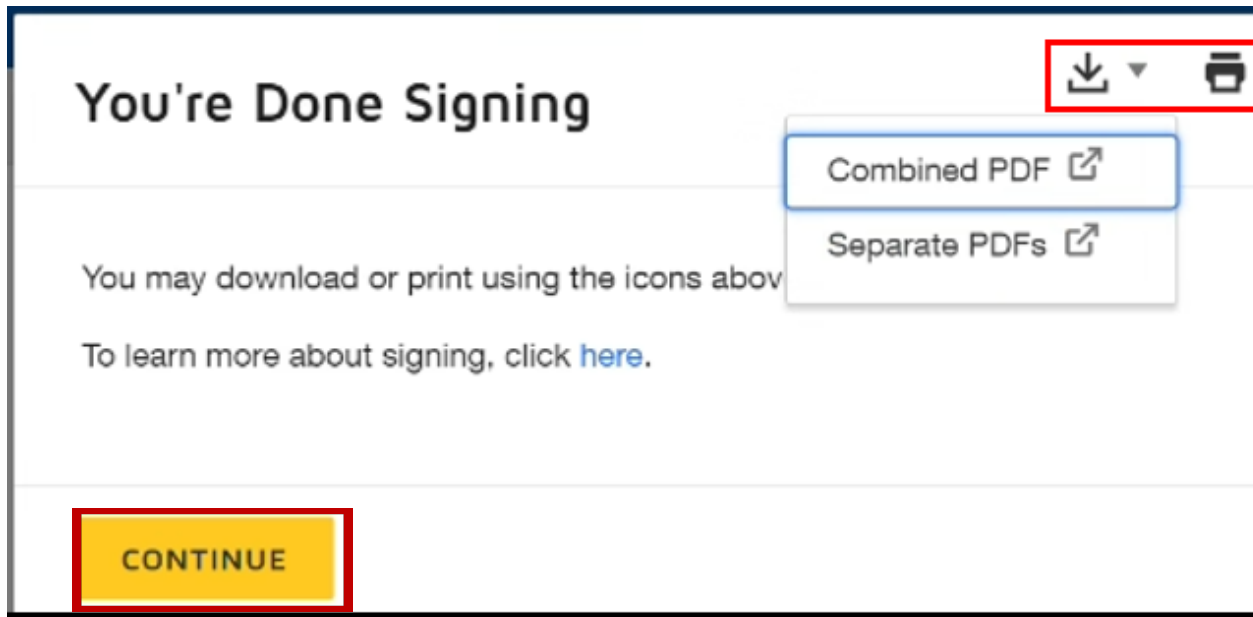 You're Done Signing
Combined PDF
Separate PDFs
You may download or print using the icons abov
To learn more about signing, click here.
CONTINUE